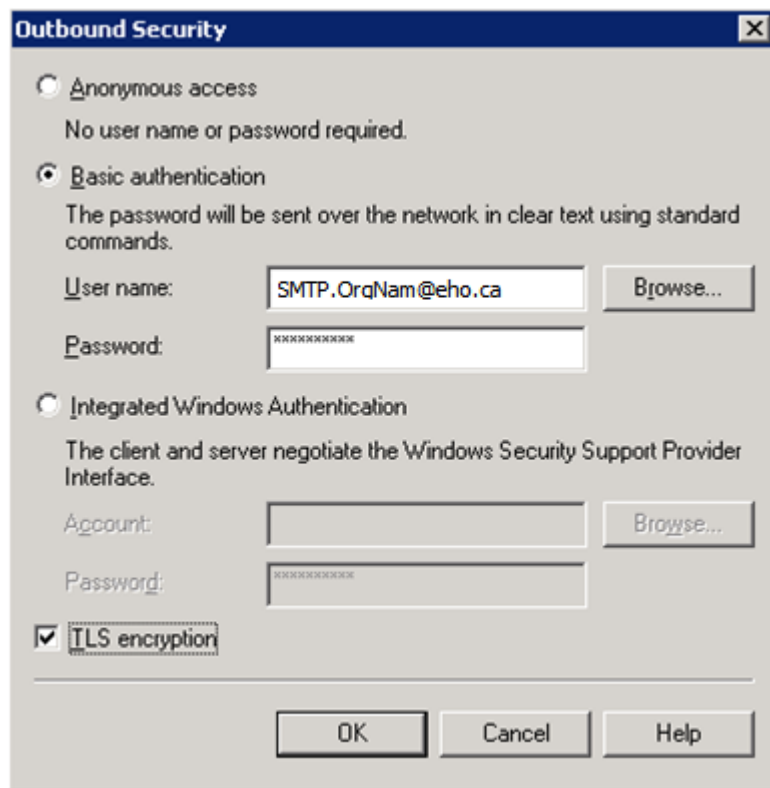 Outbound Security
Anonymous access
No user name or password required.
Basic authentication
The password will be sent over the network in clear text using standard
commands.
User name: SMTP.OrgNam@eho.ca Browse...
Password: **********
Integrated Windows Authentication
The client and server negotiate the Windows Security Support Provider
Interface.
Account: Browse...
Password: **********
TLS encryption
OK Cancel Help